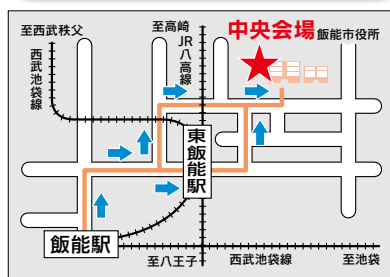 至西武秩父
至高崎
中央会場
飯能市役所
西武池袋線
JR八高線
東飯能駅
飯能駅
至八王子
西武池袋線
至池袋